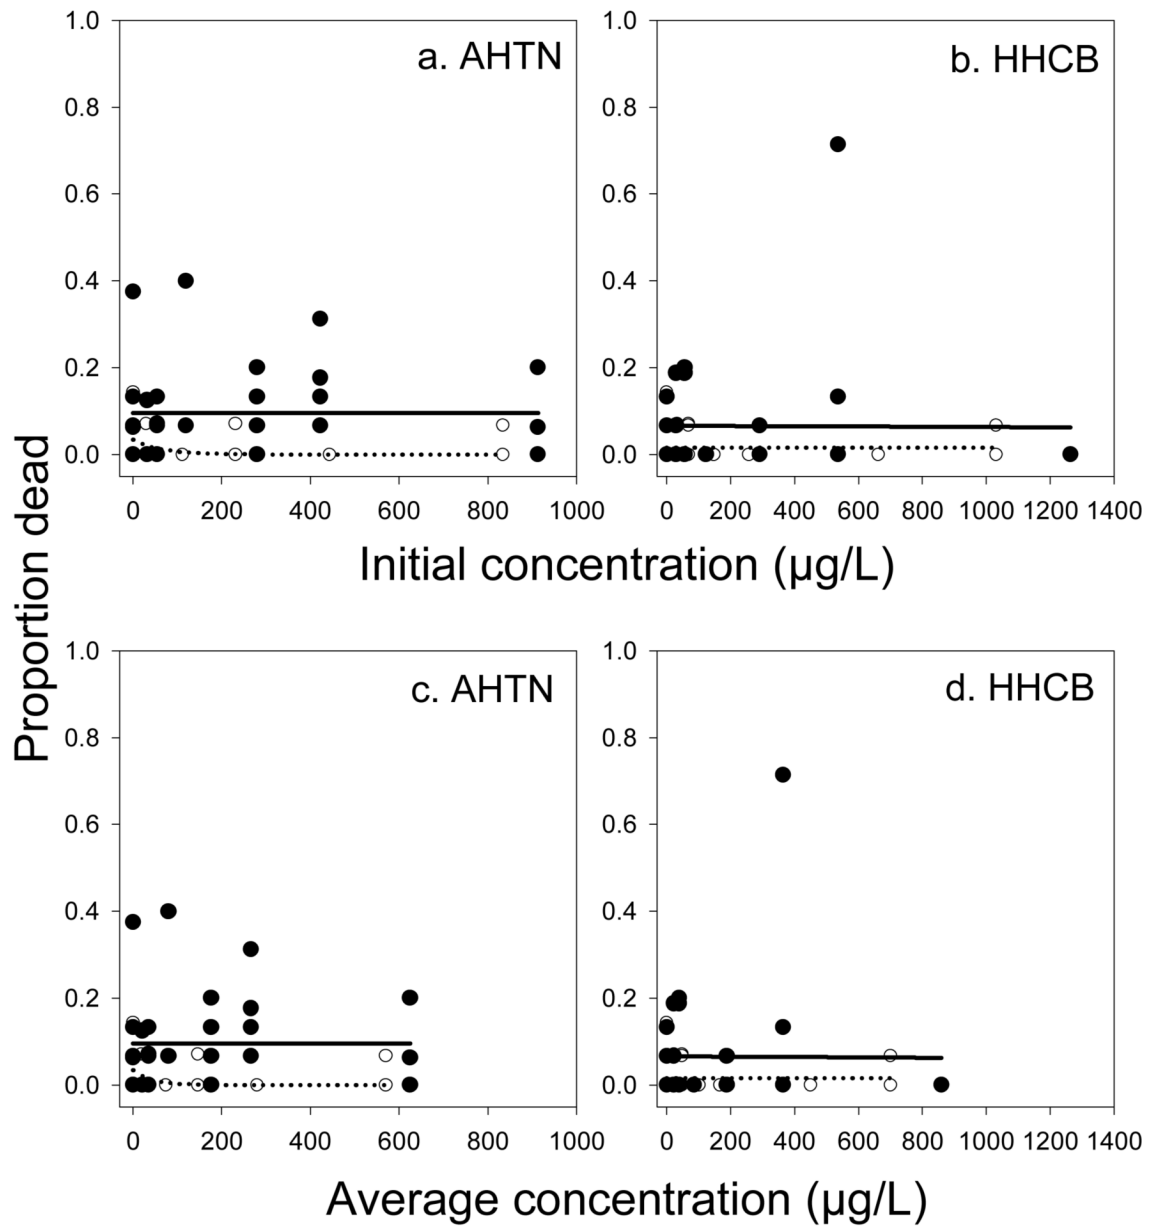 Proportion dead
a. AHTN
1.0
0.8
0.6
0.4
0.2
0.0
0 200 400 600 800 1000
b. HHCB
1.0
0.8
0.6
0.4
0.2
0.0
0 200 400 600 800 1000 1200 1400
Initial concentration (µg/L)
c. AHTN
1.0
0.8
0.6
0.4
0.2
0.0
0 200 400 600 800 1000
d. HHCB
1.0
0.8
0.6
0.4
0.2
0.0
0 200 400 600 800 1000 1200 1400
Average concentration (µg/L)